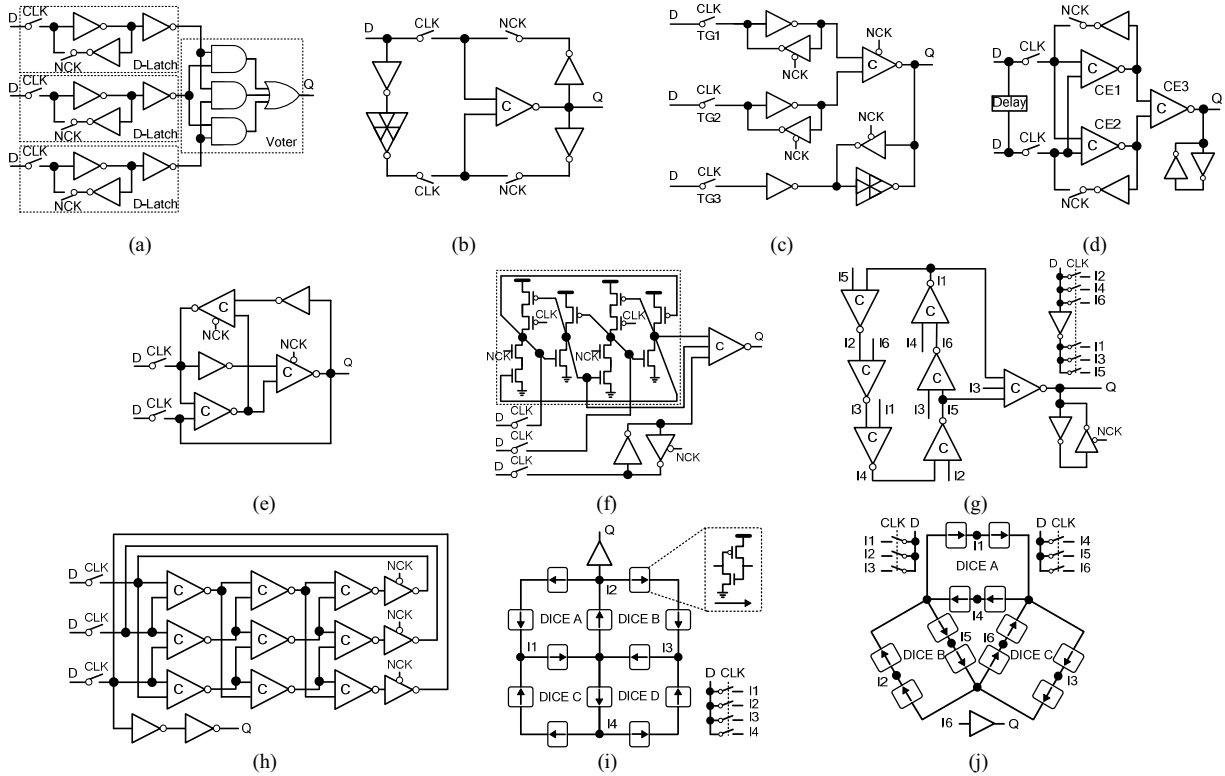 D CLK
NCK
D-Latch
D CLK
NCK
D-Latch
D CLK
NCK
D-Latch
Q
Voter
(a)
D
CLK
NCK
C
Q
CLK
NCK
(b)
D
CLK
TG1
NCK
NCK
C
Q
D
CLK
TG2
NCK
NCK
D
CLK
TG3
(c)
NCK
D CLK
C
CE1
CE3
C
Q
Delay
CE2
C
D CLK
NCK
(d)
C
NCK
D CLK
NCK
C
Q
D CLK
C
(e)
CLK
CLK
NCK
NCK
C
Q
D CLK
D CLK
D CLK
NCK
(f)
I5
C
I2
I6
C
I3
I1
C
I4
I1
C
I4
I6
C
I3
I5
C
I2
I3
C
Q
NCK
D CLK
I2
I4
I6
I1
I3
I5
(g)
D CLK
D CLK
D CLK
C
C
C
C
C
C
C
C
C
NCK
NCK
NCK
Q
(h)
Q
I2
DICE A
DICE B
I1
I3
DICE C
DICE D
I4
D CLK
I1
I2
I3
I4
(i)
CLK D
I1
I2
I3
D CLK
I4
I5
I6
I1
DICE A
I4
I5
I6
DICE B
DICE C
I2
I3
I6
Q
(j)